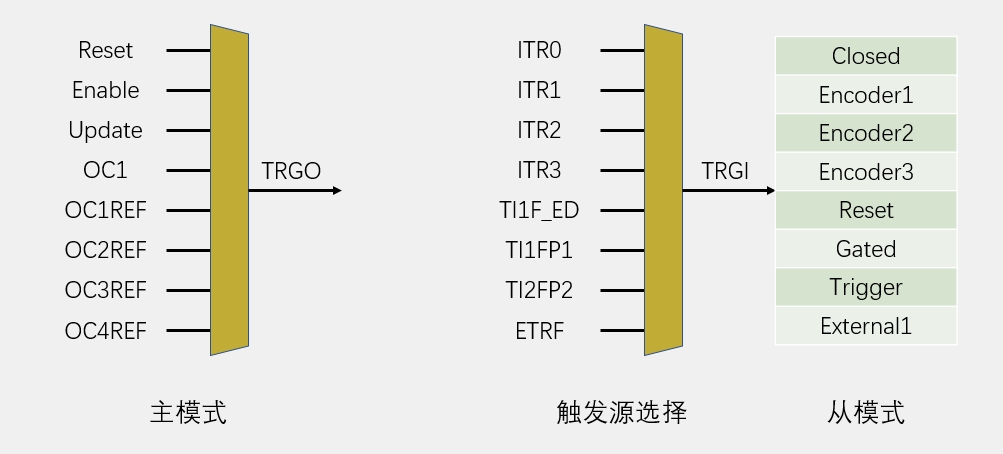 Reset
Enable
Update
OC1
OC1REF
OC2REF
OC3REF
OC4REF
TRGO
主模式
ITR0
ITR1
ITR2
ITR3
TI1F_ED
TI1FP1
TI2FP2
ETRF
TRGI
触发源选择
Closed
Encoder1
Encoder2
Encoder3
Reset
Gated
Trigger
External1
从模式